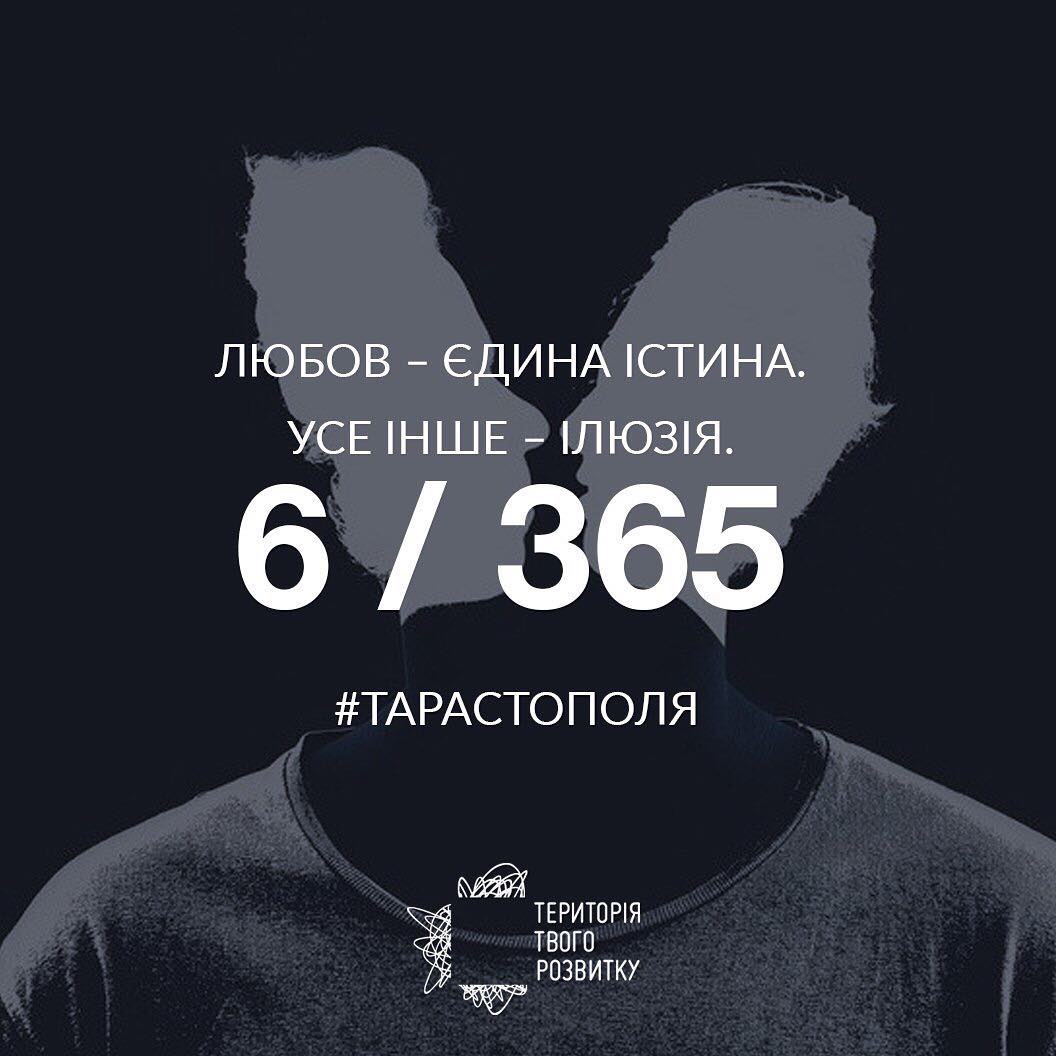 ЛЮБОВ – ЄДИНА ІСТИНА.
УСЕ ІНШЕ – ІЛЮЗІЯ.
6 / 365
#ТАРАСТОПОЛЯ
ТЕРИТОРІЯ
ТВОГО
РОЗВИТКУ